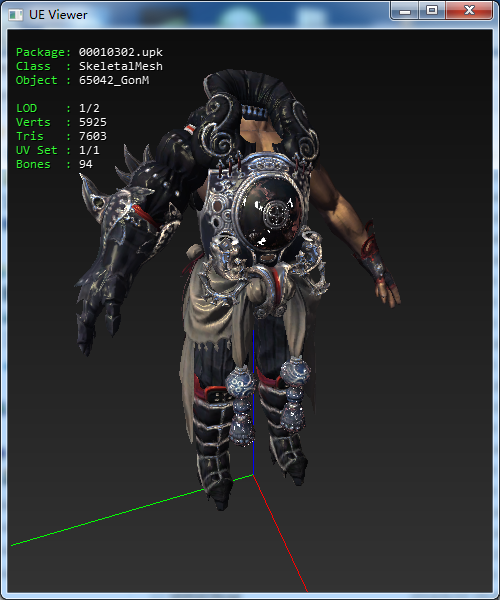 UE Viewer
Package: 00010302.upk
Class : SkeletalMesh
Object : 65042_GonM
LOD : 1/2
Verts : 5925
Tris : 7603
UV Set : 1/1
Bones : 94